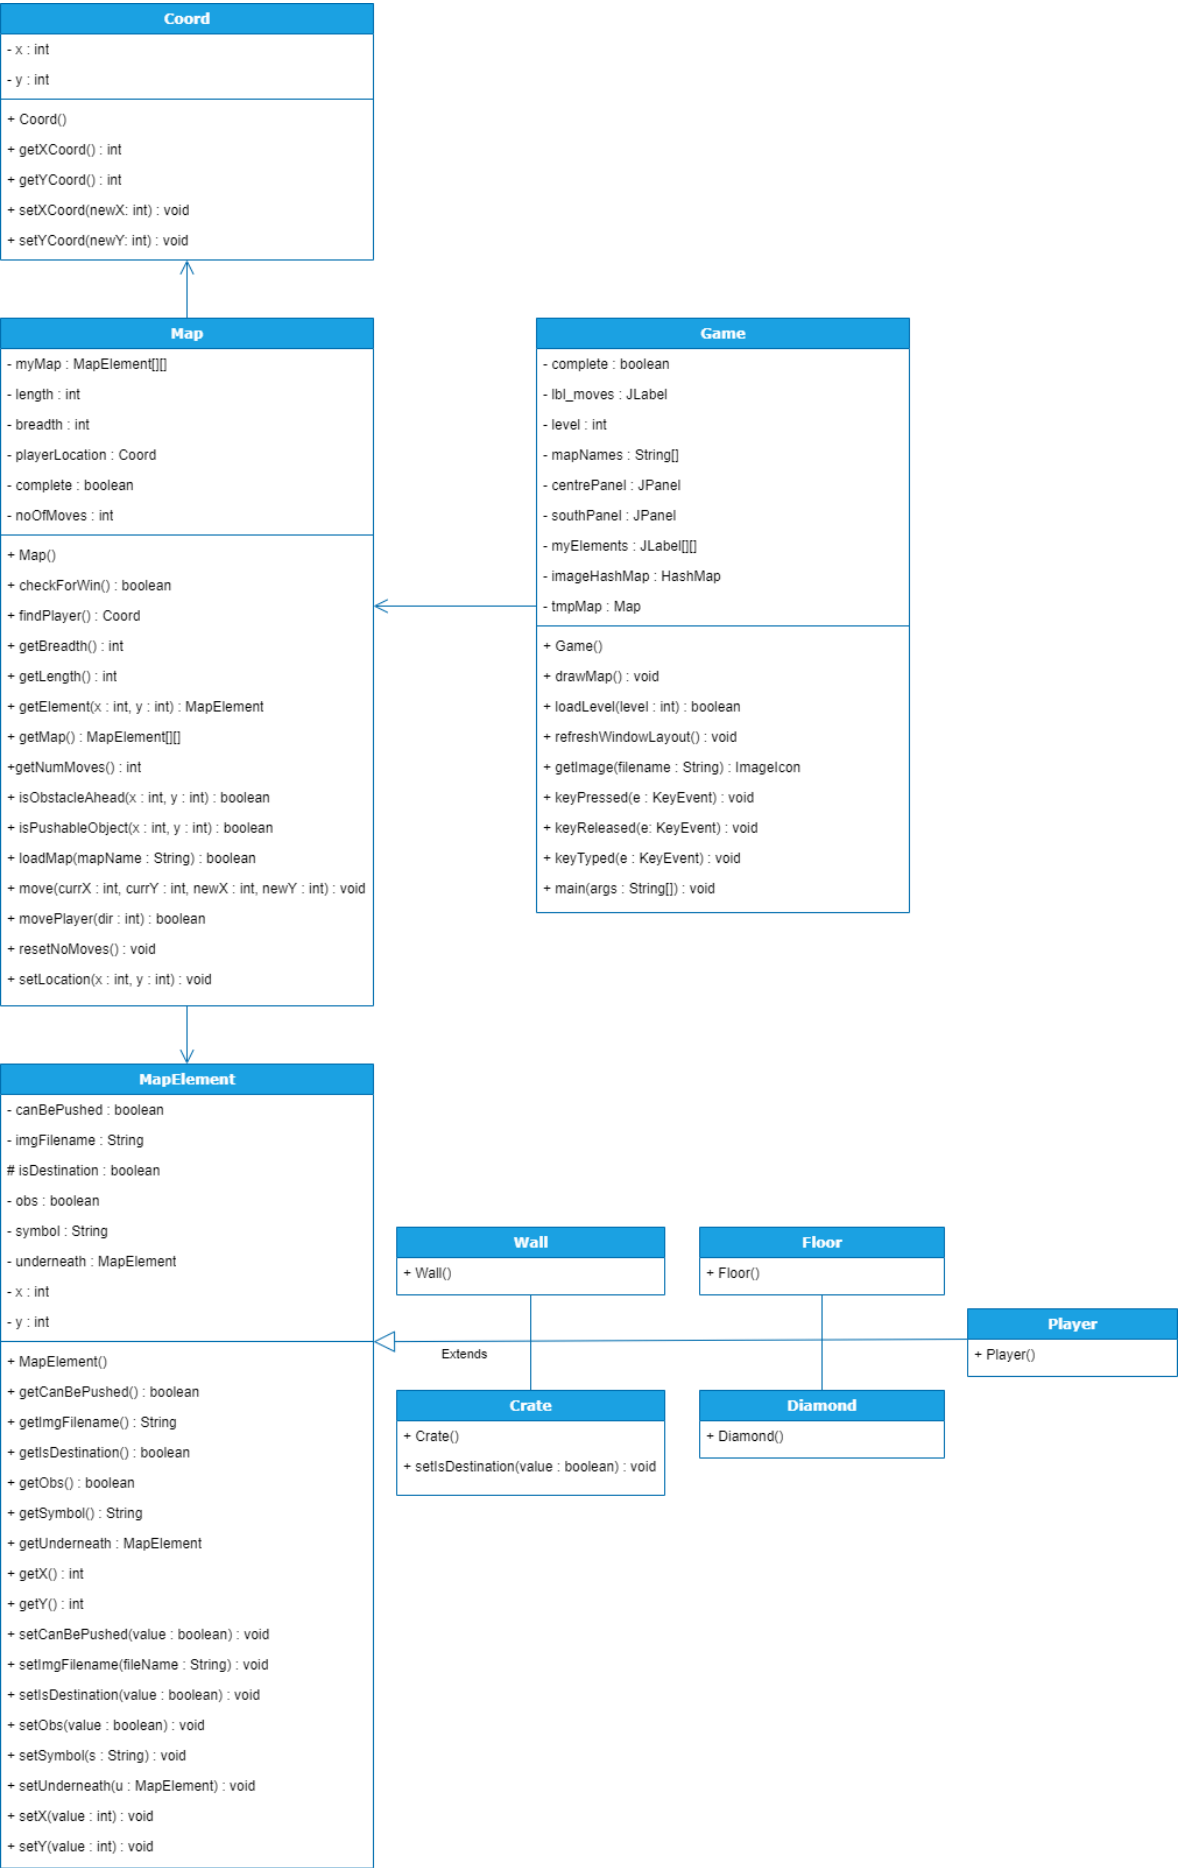 Coord
- x : int
- y : int
+ Coord()
+ getXCoord() : int
+ getYCoord() : int
+ setXCoord(newX: int) : void
+ setYCoord(newY: int) : void
Map
- myMap : MapElement[][]
- length : int
- breadth : int
- playerLocation : Coord
- complete : boolean
- noOfMoves : int
+ Map()
+ checkForWin() : boolean
+ findPlayer() : Coord
+ getBreadth() : int
+ getLength() : int
+ getElement(x : int, y : int) : MapElement
+ getMap() : MapElement[][]
+getNumMoves() : int
+ isObstacleAhead(x : int, y : int) : boolean
+ isPushableObject(x : int, y : int) : boolean
+ loadMap(mapName : String) : boolean
+ move(currX : int, currY : int, newX : int, newY : int) : void
+ movePlayer(dir : int) : boolean
+ resetNoMoves() : void
+ setLocation(x : int, y : int) : void
Game
- complete : boolean
- lbl_moves : JLabel
- level : int
- mapNames : String[]
- centrePanel : JPanel
- southPanel : JPanel
- myElements : JLabel[][]
- imageHashMap : HashMap
- tmpMap : Map
+ Game()
+ drawMap() : void
+ loadLevel(level : int) : boolean
+ refreshWindowLayout() : void
+ getImage(filename : String) : ImageIcon
+ keyPressed(e : KeyEvent) : void
+ keyReleased(e: KeyEvent) : void
+ keyTyped(e : KeyEvent) : void
+ main(args : String[]) : void
MapElement
- canBePushed : boolean
- imgFilename : String
# isDestination : boolean
- obs : boolean
- symbol : String
- underneath : MapElement
- x : int
- y : int
+ MapElement()
+ getCanBePushed() : boolean
+ getImgFilename() : String
+ getIsDestination() : boolean
+ getObs() : boolean
+ getSymbol() : String
+ getUnderneath : MapElement
+ getX() : int
+ getY() : int
+ setCanBePushed(value : boolean) : void
+ setImgFilename(fileName : String) : void
+ setIsDestination(value : boolean) : void
+ setObs(value : boolean) : void
+ setSymbol(s : String) : void
+ setUnderneath(u : MapElement) : void
+ setX(value : int) : void
+ setY(value : int) : void
Wall
+ Wall()
Floor
+ Floor()
Extends
Player
+ Player()
Crate
+ Crate()
+ setIsDestination(value : boolean) : void
Diamond
+ Diamond()